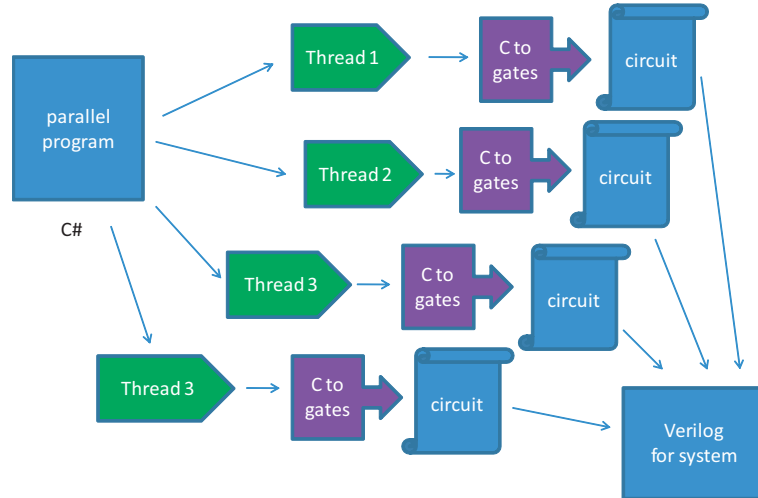 Thread 1
C to
gates
circuit
parallel
program
Thread 2
C to
gates
circuit
C#
Thread 3
C to
gates
circuit
Thread 3
C to
gates
circuit
Verilog
for system